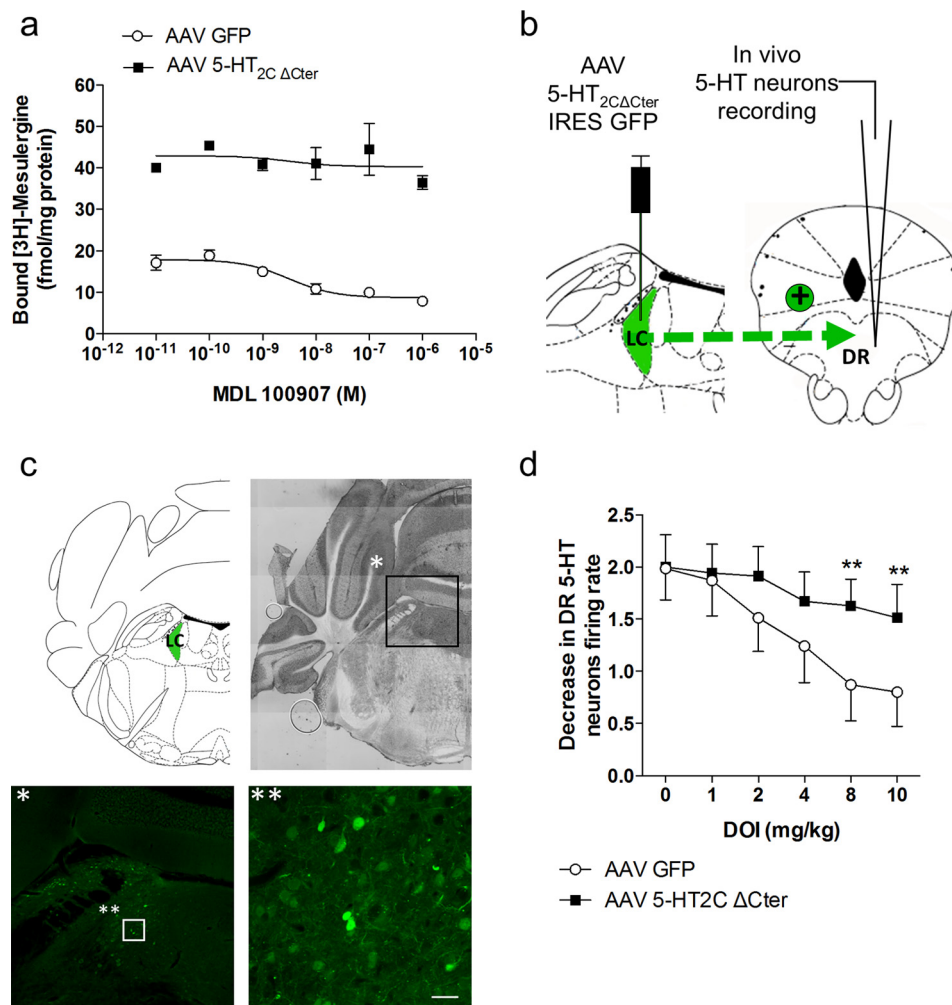 a
AAV GFP
AAV 5-HT2C ΔCter
60
50
40
30
20
10
0
Bound [3H]-Mesulergine
(fmol/mg protein)
10-12 10-11 10-10 10-9 10-8 10-7 10-6 10-5
MDL 100907 (M)
b
AAV
5-HT2CΔCter
IRES GFP
In vivo
5-HT neurons
recording
+
LC
DR
c
LC
*
*
**
**
d
2.5
2.0
1.5
1.0
0.5
0.0
Decrease in DR 5-HT
neurons firing rate
** **
0 1 2 4 8 10
DOI (mg/kg)
AAV GFP
AAV 5-HT2C ΔCter